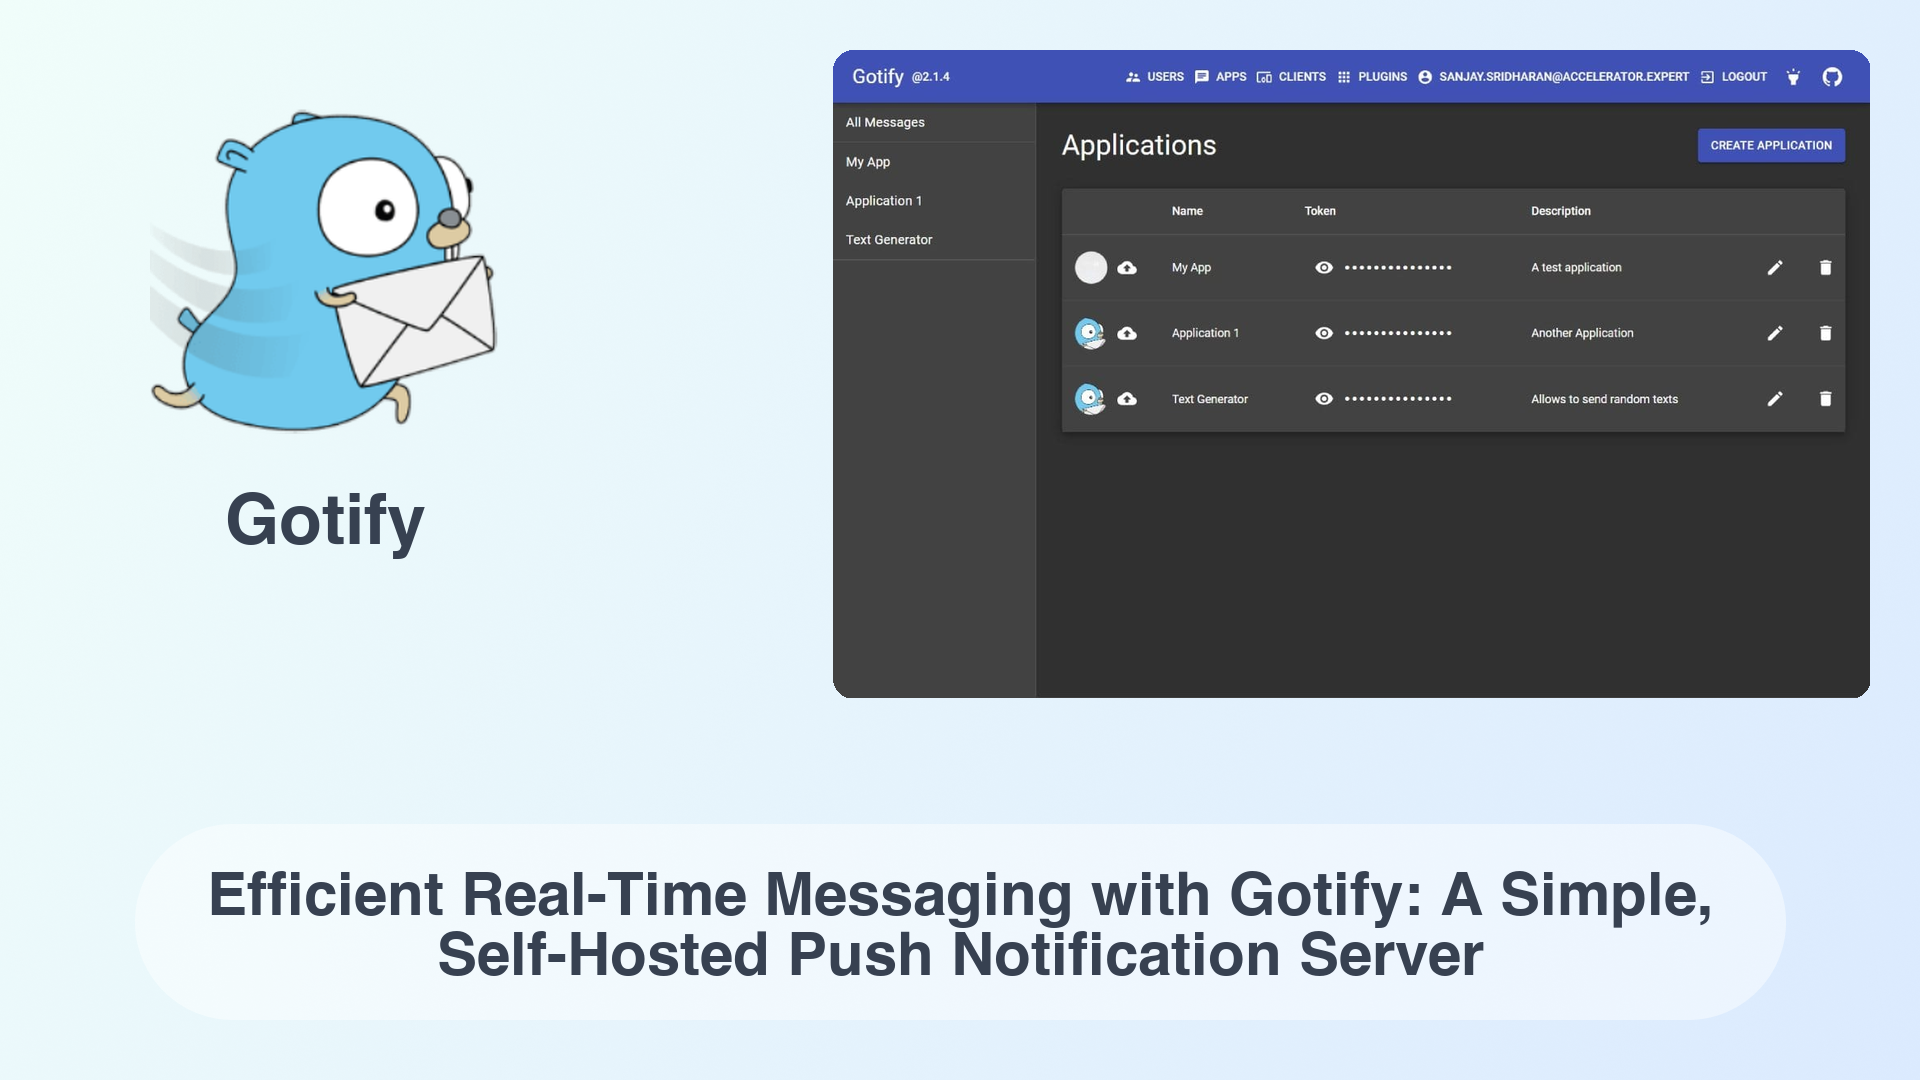 Gotify
Gotify @2.1.4
USERS APPS CLIENTS PLUGINS SANJAY.SRIDHARAN@ACCELERATOR.EXPERT LOGOUT
All Messages
My App
Application 1
Text Generator
Applications
CREATE APPLICATION
Name Token Description
My App ••••••••••••••• A test application
Application 1 ••••••••••••••• Another Application
Text Generator ••••••••••••••• Allows to send random texts
Efficient Real-Time Messaging with Gotify: A Simple,
Self-Hosted Push Notification Server